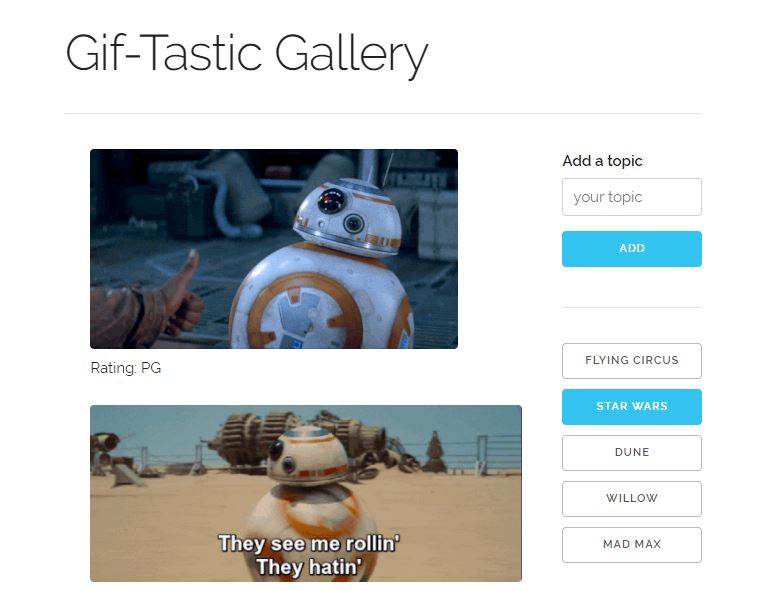 Gif-Tastic Gallery
Add a topic
your topic
ADD
Rating: PG
FLYING CIRCUS
STAR WARS
DUNE
WILLOW
MAD MAX
They see me rollin'
They hatin'